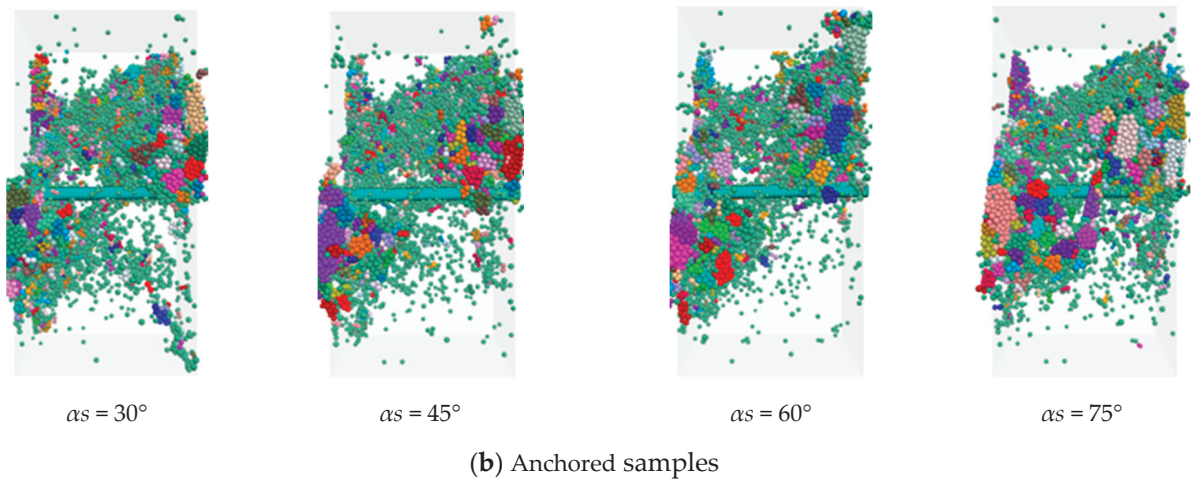 αs = 30° αs = 45° αs = 60° αs = 75°
(b) Anchored samples